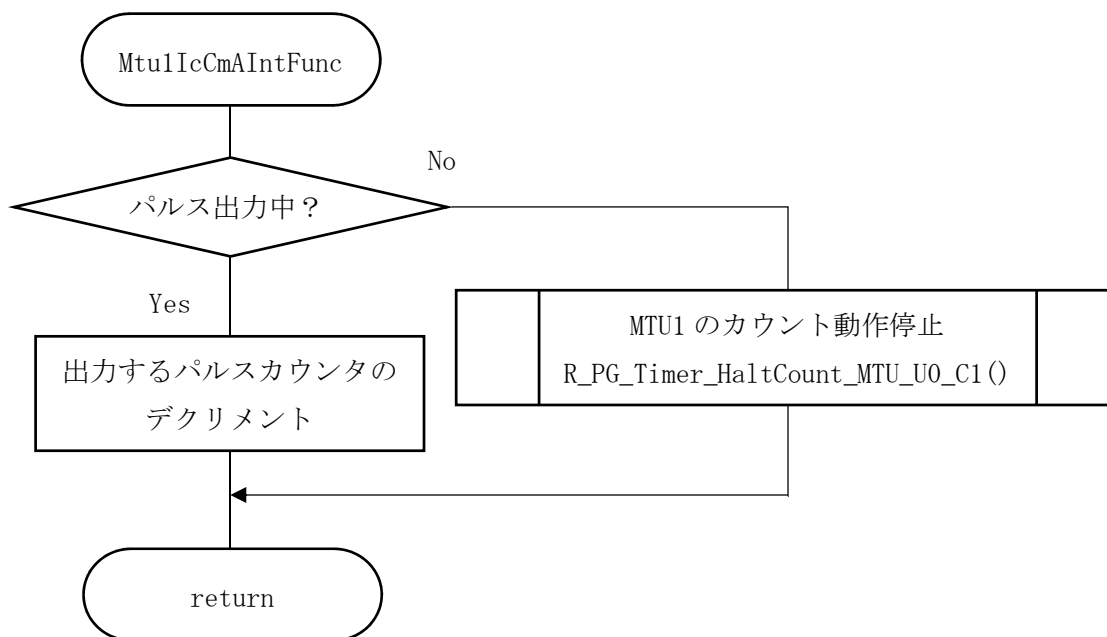 Mtu1IcCmAIntFunc
No
パルス出力中？
Yes
MTU1 のカウント動作停止
R_PG_Timer_HaltCount_MTU_U0_C1()
出力するパルスカウンタの
デクリメント
return